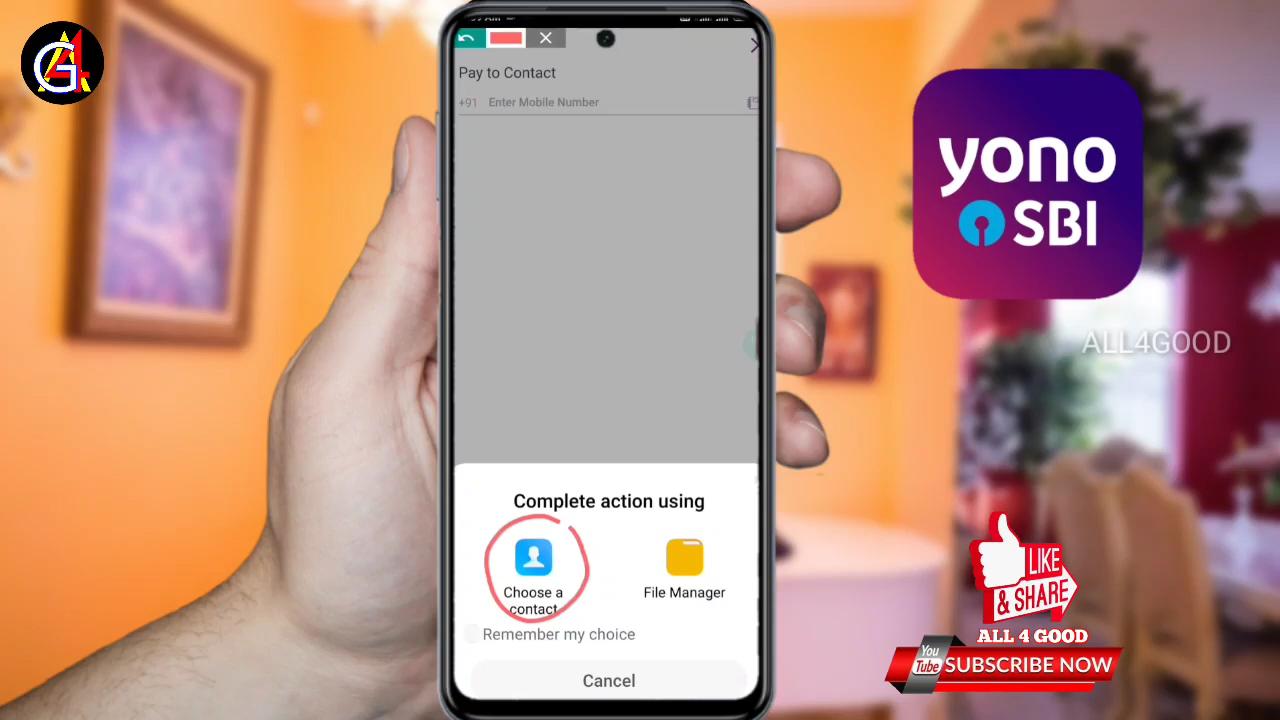 Pay to Contact
+91 Enter Mobile Number
yono
SBI
ALL4GOOD
Complete action using
Choose a
contact
File Manager
Remember my choice
Cancel
LIKE
& SHARE
ALL 4 GOOD
You
Tube
SUBSCRIBE NOW